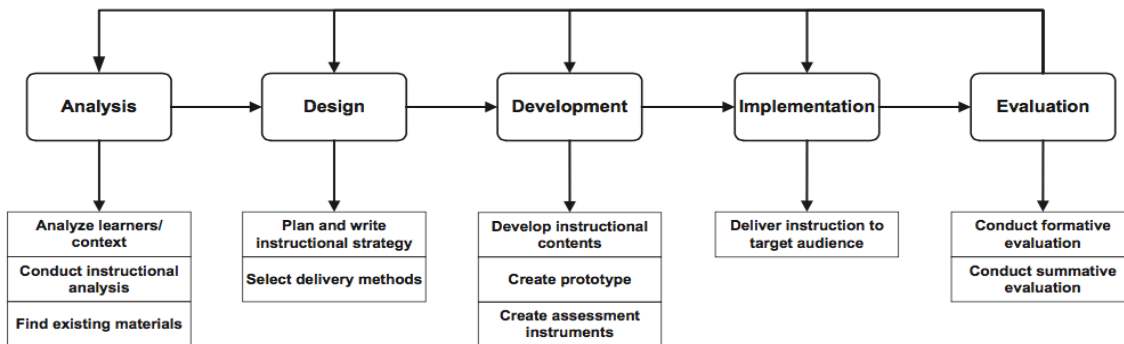 Analysis
Design
Development
Implementation
Evaluation
Analyze learners/
context
Conduct instructional
analysis
Find existing materials
Plan and write
instructional strategy
Select delivery methods
Develop instructional
contents
Create prototype
Create assessment
instruments
Deliver instruction to
target audience
Conduct formative
evaluation
Conduct summative
evaluation